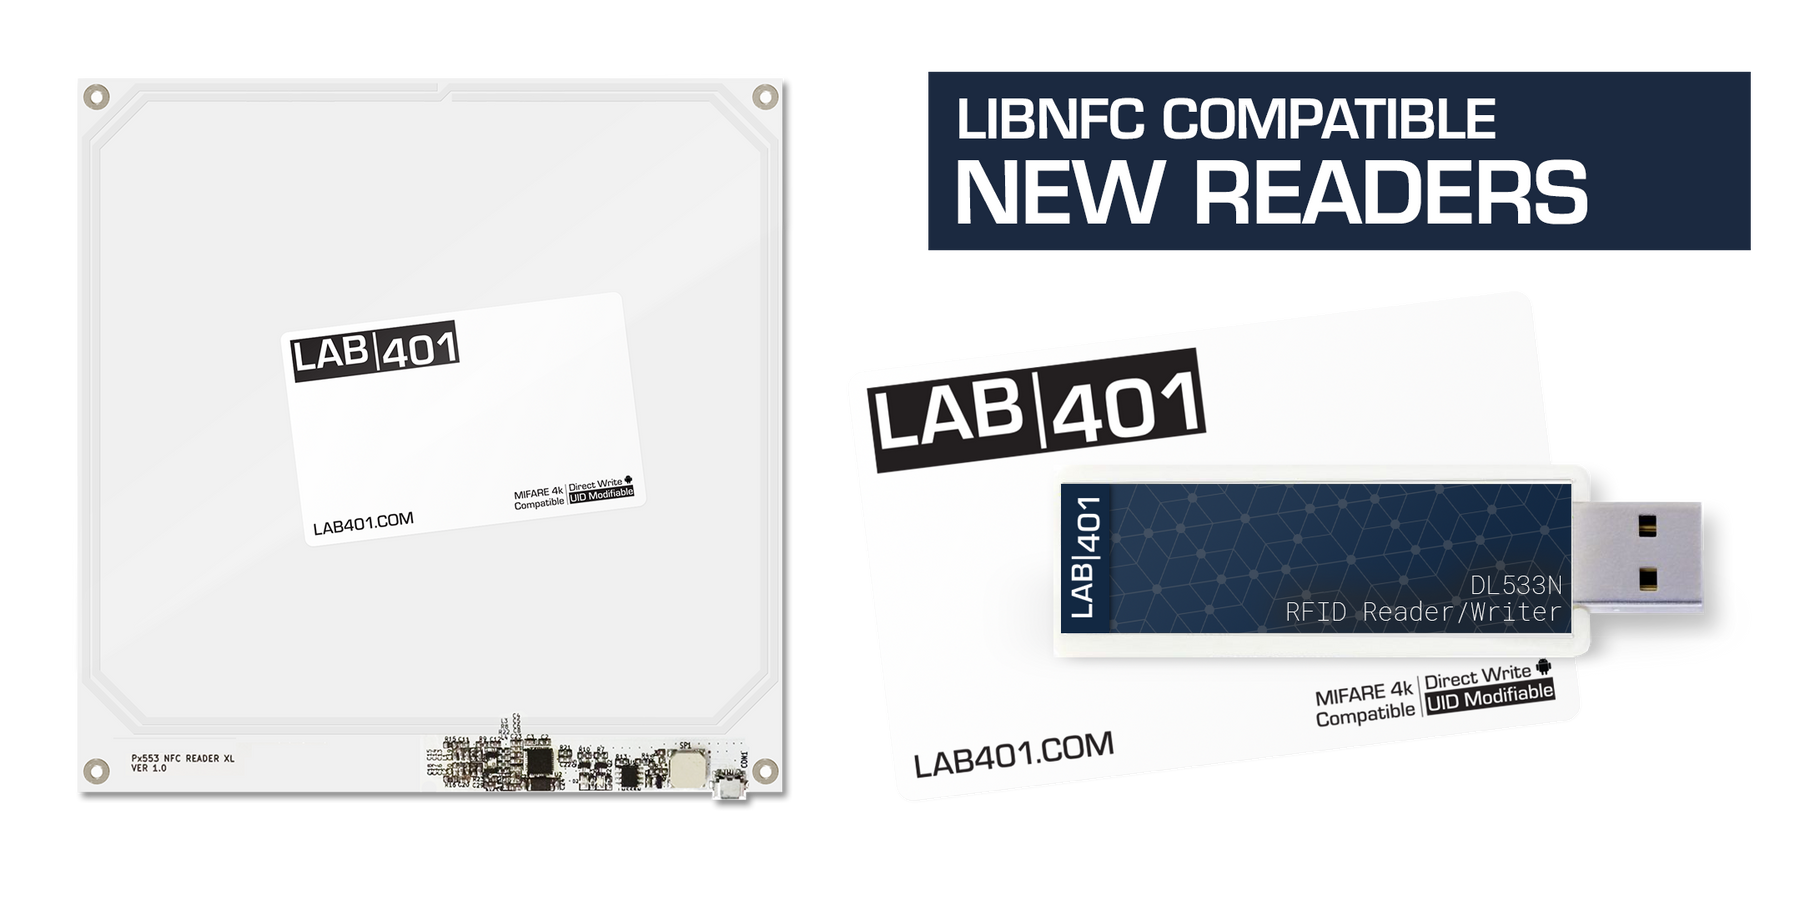 LIBNFC COMPATIBLE
NEW READERS
LAB|401
MIFARE 4k
Compatible
Direct Write
UID Modifiable
LAB401.COM
Px553 NFC READER XL
VER 1.0
SP1
COM1
LAB|401
LAB|401
DL533N
RFID Reader/Writer
MIFARE 4k
Compatible
Direct Write
UID Modifiable
LAB401.COM